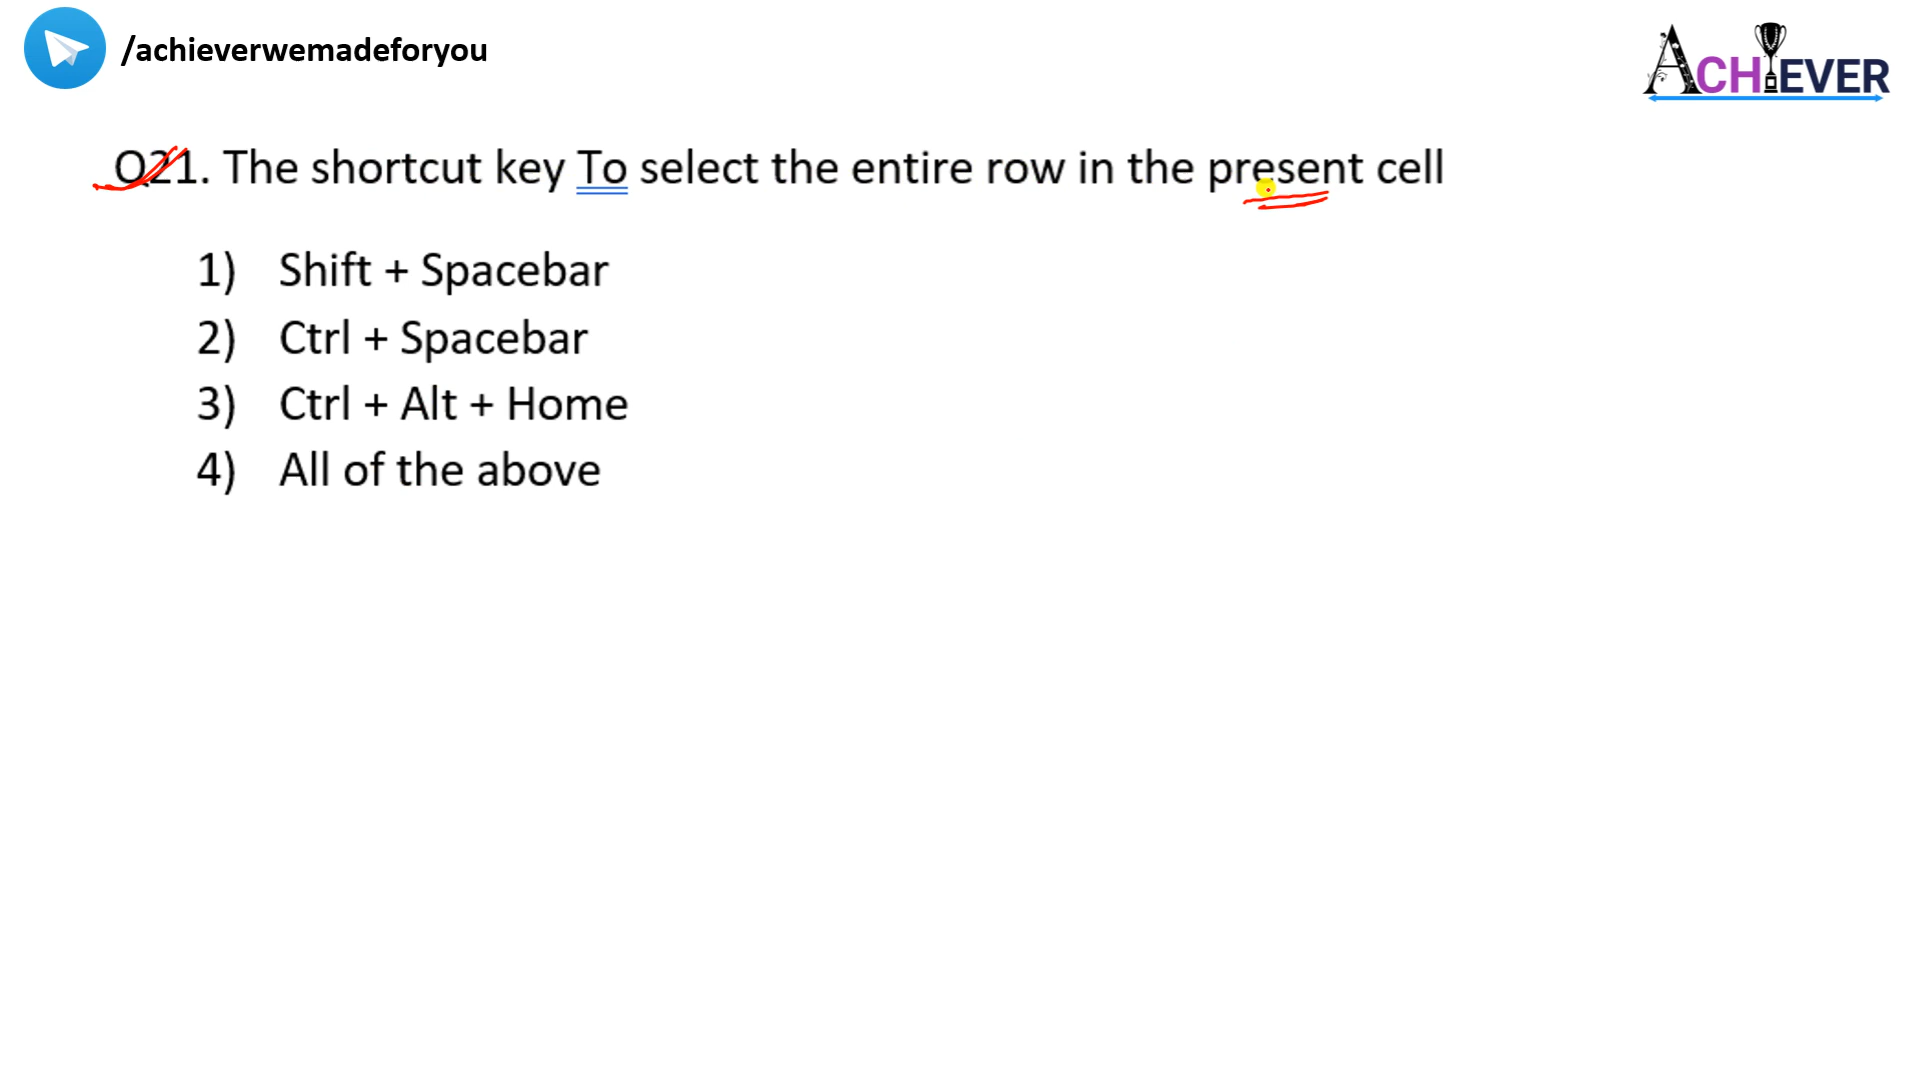 /achieverwemadeforyou
ACHIEVER
Q21. The shortcut key To select the entire row in the present cell
1) Shift + Spacebar
2) Ctrl + Spacebar
3) Ctrl + Alt + Home
4) All of the above